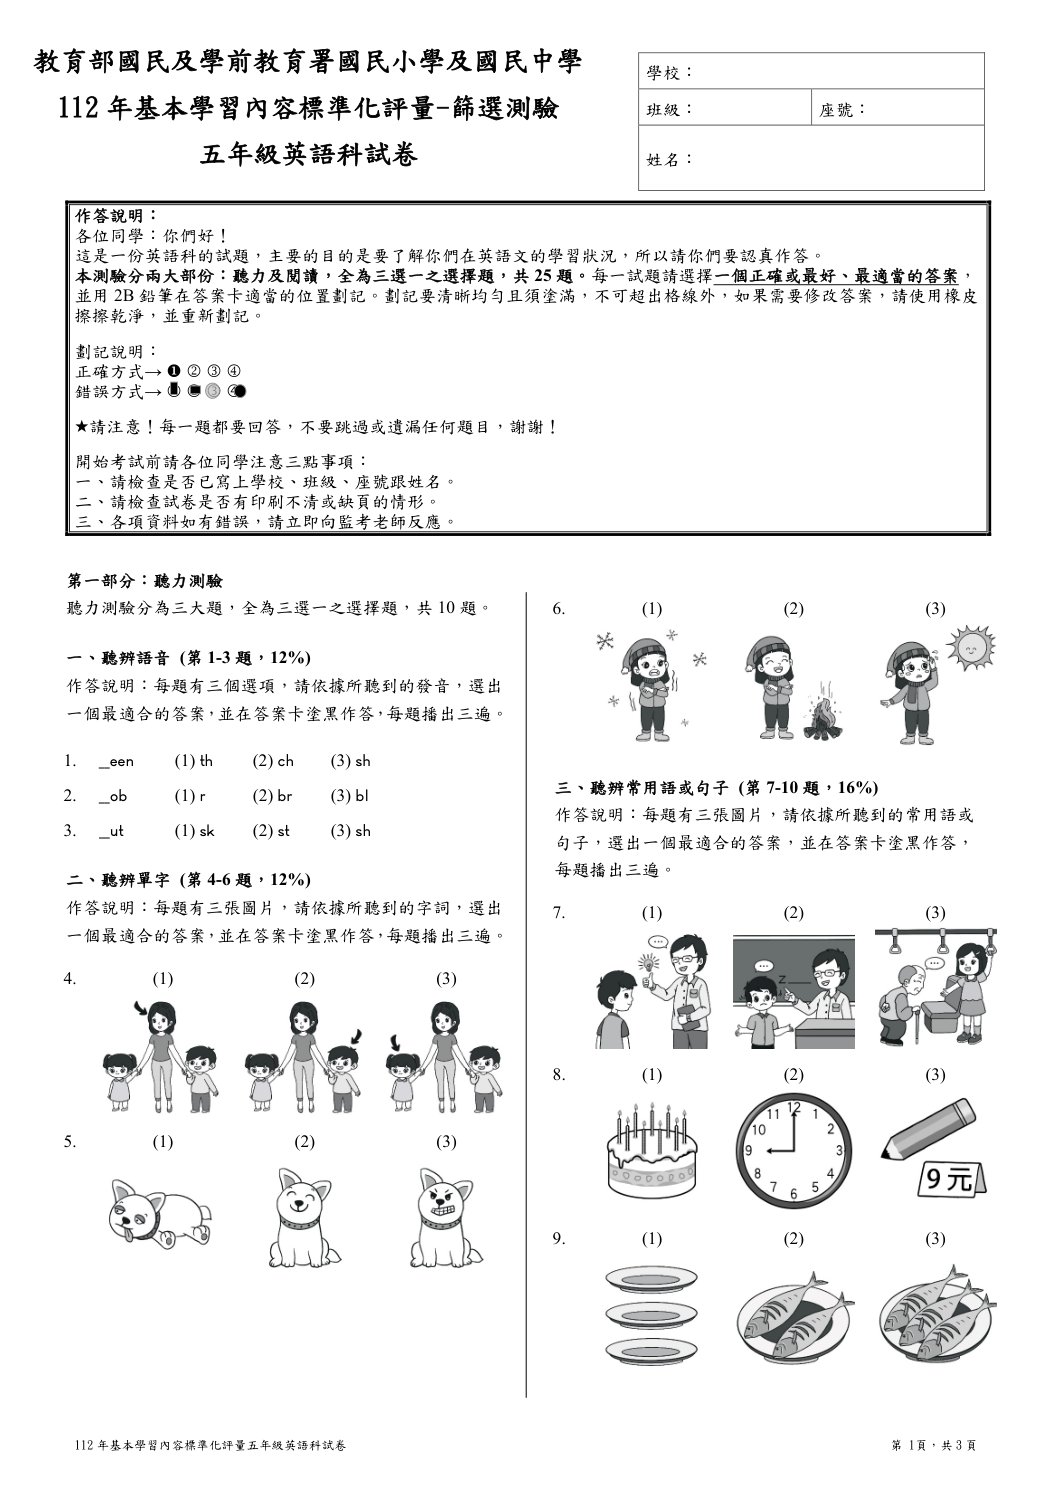 教育部國民及學前教育署國民小學及國民中學
112 年基本學習內容標準化評量-篩選測驗
五年級英語科試卷
學校：
班級：
座號：
姓名：
作答說明：
各位同學：你們好！
這是一份英語科的試題，主要的目的是要了解你們在英語文的學習狀況，所以請你們要認真作答。
本測驗分兩大部份：聽力及閱讀，全為三選一之選擇題，共 25 題。每一試題請選擇一個正確或最好、最適當的答案，
並用 2B 鉛筆在答案卡適當的位置劃記。劃記要清晰均勻且須塗滿，不可超出格線外，如果需要修改答案，請使用橡皮
擦擦乾淨，並重新劃記。
劃記說明：
正確方式→ ❶ ② ③ ④
錯誤方式→ ③
★請注意！每一題都要回答，不要跳過或遺漏任何題目，謝謝！
開始考試前請各位同學注意三點事項：
一、請檢查是否已寫上學校、班級、座號跟姓名。
二、請檢查試卷是否有印刷不清或缺頁的情形。
三、各項資料如有錯誤，請立即向監考老師反應。
第一部分：聽力測驗
聽力測驗分為三大題，全為三選一之選擇題，共 10 題。
一、聽辨語音 (第 1-3 題，12%)
作答說明：每題有三個選項，請依據所聽到的發音，選出
一個最適合的答案，並在答案卡塗黑作答，每題播出三遍。
1. _een (1) th (2) ch (3) sh
2. _ob (1) r (2) br (3) bl
3. _ut (1) sk (2) st (3) sh
二、聽辨單字 (第 4-6 題，12%)
作答說明：每題有三張圖片，請依據所聽到的字詞，選出
一個最適合的答案，並在答案卡塗黑作答，每題播出三遍。
4. (1) (2) (3)
5. (1) (2) (3)
6. (1) (2) (3)
三、聽辨常用語或句子 (第 7-10 題，16%)
作答說明：每題有三張圖片，請依據所聽到的常用語或
句子，選出一個最適合的答案，並在答案卡塗黑作答，
每題播出三遍。
7. (1) (2) (3)
... 
z___ ...
...
8. (1) (2) (3)
12 1 2 3 4 5 6 7 8 9 10 11
9 元
9. (1) (2) (3)
112 年基本學習內容標準化評量五年級英語科試卷
第 1頁，共 3 頁